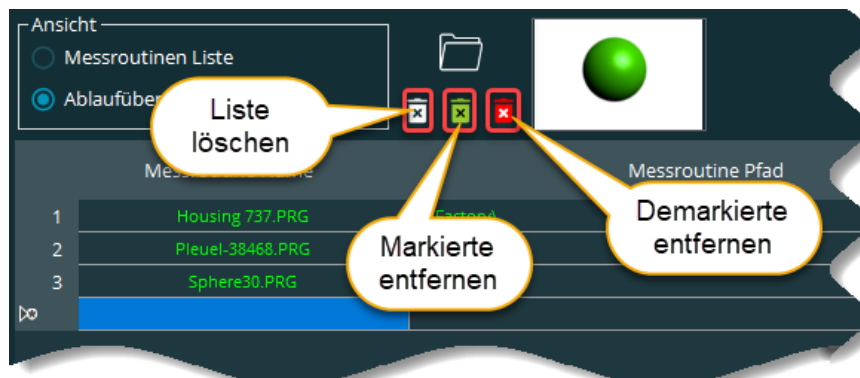 Ansicht
Messroutinen Liste
Liste
löschen
Messroutine Pfad
Demarkierte
entfernen
1 Housing 737.PRG
Markierte
entfernen
2 Pleuel-38468.PRG
3 Sphere30.PRG